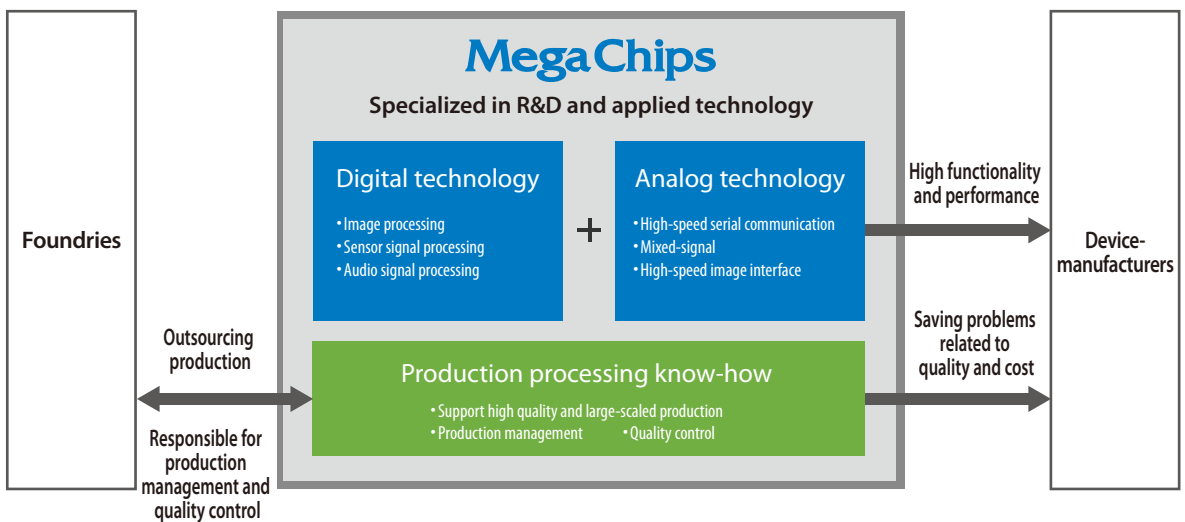 MegaChips
Specialized in R&D and applied technology
Foundries
Outsourcing
production
Responsible for
production
management and
quality control
Digital technology
• Image processing
• Sensor signal processing
• Audio signal processing
+
Analog technology
• High-speed serial communication
• Mixed-signal
• High-speed image interface
Production processing know-how
• Support high quality and large-scaled production
• Production management • Quality control
High functionality
and performance
Saving problems
related to
quality and cost
Device-
manufacturers